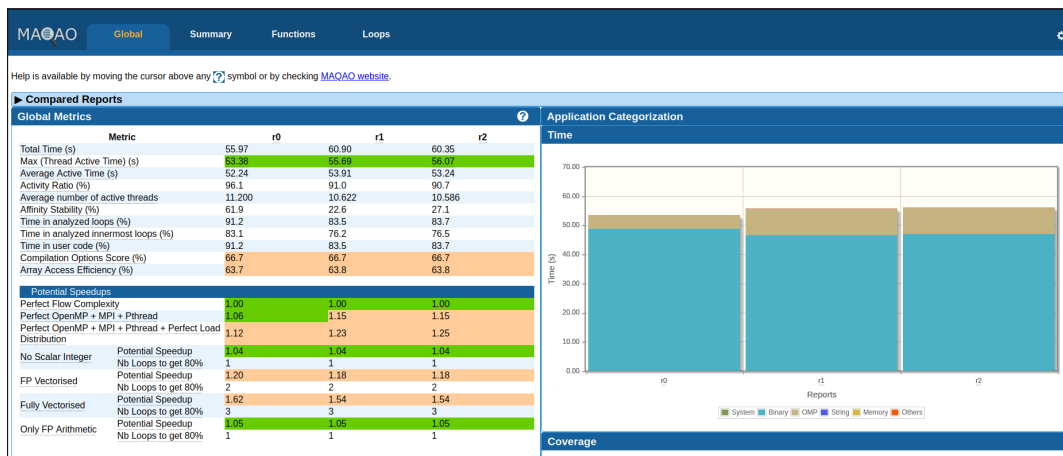 MAQAO
Global Summary Functions Loops
Help is available by moving the cursor above any [?] symbol or by checking MAQAO website.
▶ Compared Reports
Global Metrics ?
Metric r0 r1 r2
Total Time (s) 55.97 60.90 60.35
Max (Thread Active Time) (s) 53.38 55.69 56.07
Average Active Time (s) 52.24 53.91 53.24
Activity Ratio (%) 96.1 91.0 90.7
Average number of active threads 11.200 10.622 10.586
Affinity Stability (%) 61.9 22.6 27.1
Time in analyzed loops (%) 91.2 83.5 83.7
Time in analyzed innermost loops (%) 83.1 76.2 76.5
Time in user code (%) 91.2 83.5 83.7
Compilation Options Score (%) 66.7 66.7 66.7
Array Access Efficiency (%) 63.7 63.8 63.8
Potential Speedups
Perfect Flow Complexity 1.00 1.00 1.00
Perfect OpenMP + MPI + Pthread 1.06 1.15 1.15
Perfect OpenMP + MPI + Pthread + Perfect Load
Distribution 1.12 1.23 1.25
No Scalar Integer Potential Speedup 1.04 1.04 1.04
Nb Loops to get 80% 1 1 1
FP Vectorised Potential Speedup 1.20 1.18 1.18
Nb Loops to get 80% 2 2 2
Fully Vectorised Potential Speedup 1.62 1.54 1.54
Nb Loops to get 80% 3 3 3
Only FP Arithmetic Potential Speedup 1.05 1.05 1.05
Nb Loops to get 80% 1 1 1
Application Categorization
Time
70.00
60.00
50.00
40.00
30.00
20.00
10.00
0.00
Time (s)
r0 r1 r2
Reports
System Binary OMP String Memory Others
Coverage